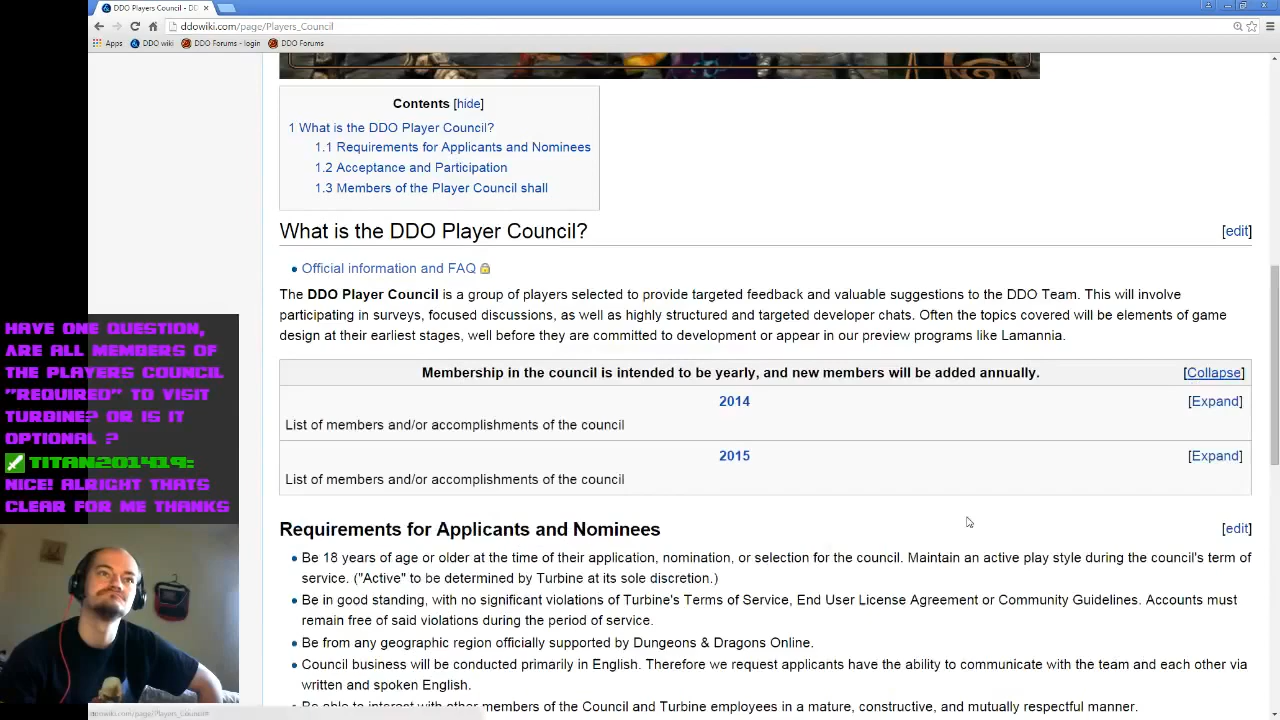 DDO Players Council - DD
ddowiki.com/page/Players_Council
Apps DDO wiki DDO Forums - login DDO Forums
Contents [hide]
1 What is the DDO Player Council?
1.1 Requirements for Applicants and Nominees
1.2 Acceptance and Participation
1.3 Members of the Player Council shall
What is the DDO Player Council? [edit]
Official information and FAQ
The DDO Player Council is a group of players selected to provide targeted feedback and valuable suggestions to the DDO Team. This will involve
participating in surveys, focused discussions, as well as highly structured and targeted developer chats. Often the topics covered will be elements of game
design at their earliest stages, well before they are committed to development or appear in our preview programs like Lamannia.
Membership in the council is intended to be yearly, and new members will be added annually. [Collapse]
2014 [Expand]
List of members and/or accomplishments of the council
2015 [Expand]
List of members and/or accomplishments of the council
Requirements for Applicants and Nominees [edit]
Be 18 years of age or older at the time of their application, nomination, or selection for the council. Maintain an active play style during the council's term of
service. ("Active" to be determined by Turbine at its sole discretion.)
Be in good standing, with no significant violations of Turbine's Terms of Service, End User License Agreement or Community Guidelines. Accounts must
remain free of said violations during the period of service.
Be from any geographic region officially supported by Dungeons & Dragons Online.
Council business will be conducted primarily in English. Therefore we request applicants have the ability to communicate with the team and each other via
written and spoken English.
Be able to interact with other members of the Council and Turbine employees in a mature, constructive, and mutually respectful manner.
HAVE ONE QUESTION,
ARE ALL MEMBERS OF
THE PLAYERS COUNCIL
"REQUIRED" TO VISIT
TURBINE? OR IS IT
OPTIONAL ?
TITAN201419:
NICE! ALRIGHT THATS
CLEAR FOR ME THANKS
ddowiki.com/page/Players_Council#